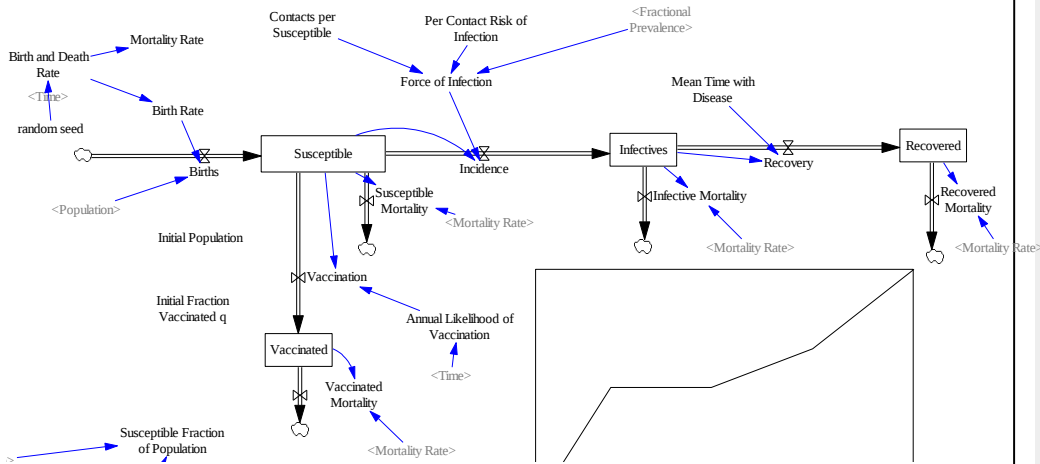 Contacts per
Susceptible
Per Contact Risk of
Infection
<Fractional
Prevalence>
Mortality Rate
Birth and Death
Rate
<Time>
random seed
Birth Rate
Force of Infection
Mean Time with
Disease
Susceptible
Infectives
Recovered
Births
Incidence
Recovery
<Population>
Susceptible
Mortality
<Mortality Rate>
Infective Mortality
<Mortality Rate>
Recovered
Mortality
<Mortality Rate>
Initial Population
Vaccination
Initial Fraction
Vaccinated q
Annual Likelihood of
Vaccination
<Time>
Vaccinated
Vaccinated
Mortality
<Mortality Rate>
Susceptible Fraction
of Population
>